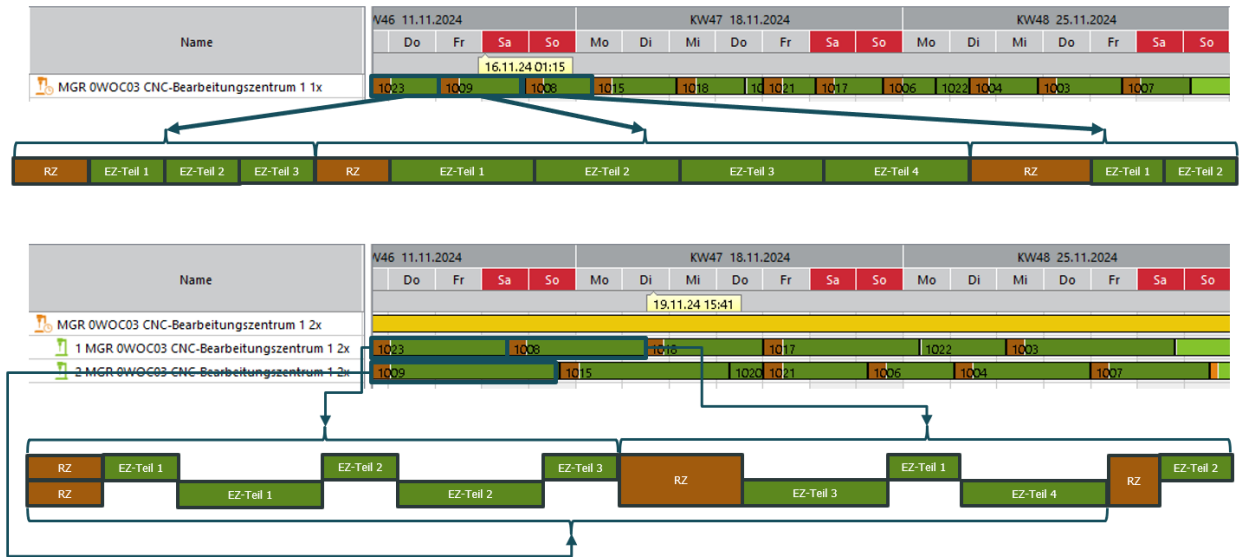 KW46 11.11.2024 KW47 18.11.2024 KW48 25.11.2024
Name Do Fr Sa So Mo Di Mi Do Fr Sa So Mo Di Mi Do Fr Sa So
16.11.24 01:15
MGR 0WOC03 CNC-Bearbeitungszentrum 1 1x 1023 1009 1008 1015 1018 10 1021 1017 1006 1022 1004 1003 1007
RZ EZ-Teil 1 EZ-Teil 2 EZ-Teil 3 RZ EZ-Teil 1 EZ-Teil 2 EZ-Teil 3 EZ-Teil 4 RZ EZ-Teil 1 EZ-Teil 2
KW46 11.11.2024 KW47 18.11.2024 KW48 25.11.2024
Name Do Fr Sa So Mo Di Mi Do Fr Sa So Mo Di Mi Do Fr Sa So
19.11.24 15:41
MGR 0WOC03 CNC-Bearbeitungszentrum 1 2x
1 MGR 0WOC03 CNC-Bearbeitungszentrum 1 2x 1023 1008 1018 1017 1022 1003
2 MGR 0WOC03 CNC-Bearbeitungszentrum 1 2x 1009 1015 1020 1021 1006 1004 1007
RZ EZ-Teil 1 EZ-Teil 2 EZ-Teil 3 RZ EZ-Teil 1 RZ EZ-Teil 2
RZ EZ-Teil 1 EZ-Teil 2 EZ-Teil 3 EZ-Teil 4